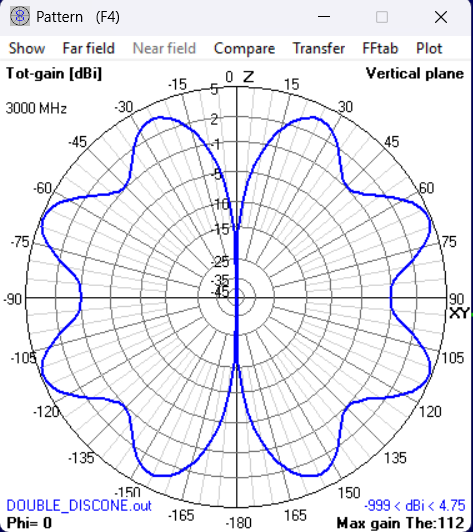 Pattern (F4)
Show Far field Near field Compare Transfer FFtab Plot
Tot-gain [dBi] 0 Z Vertical plane
-15 5 15
3000 MHz -30 2 30
-45 -1 45
-60 -5 60
-10
-75 -15 75
-25
-35
-45
-90 90
XY
-105 105
-120 120
-135 135
-150 150
DOUBLE_DISCONE.out -165 165 -999 < dBi < 4.75
Phi= 0 -180 Max gain The:112